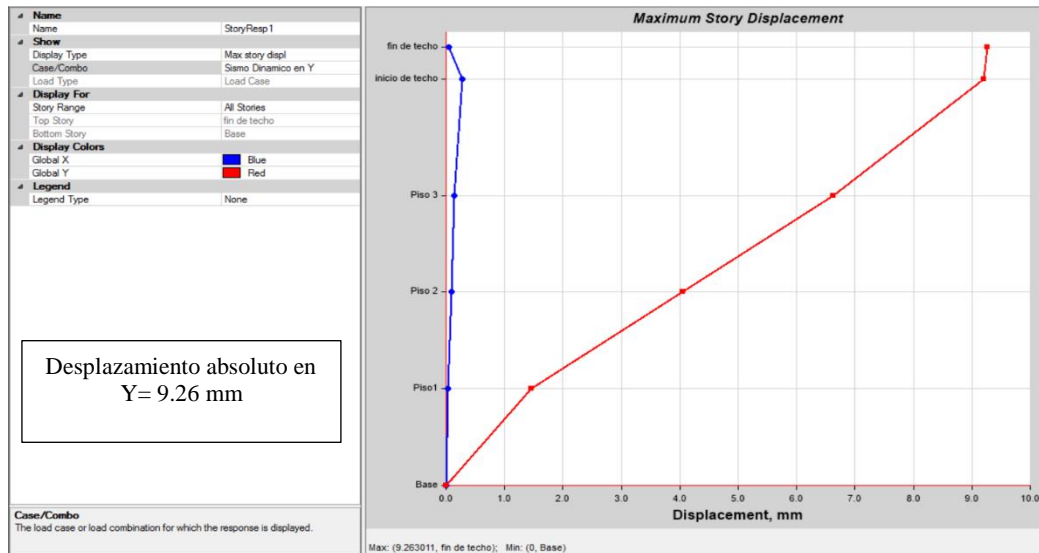 Name
Name StoryResp1
Show
Display Type Max story displ
Case/Combo Sismo Dinamico en Y
Load Type Load Case
Display For
Story Range All Stories
Top Story fin de techo
Bottom Story Base
Display Colors
Global X Blue
Global Y Red
Legend
Legend Type None
Desplazamiento absoluto en
Y= 9.26 mm
Case/Combo
The load case or load combination for which the response is displayed.
Maximum Story Displacement
fin de techo
inicio de techo
Piso 3
Piso 2
Piso1
Base
0.0 1.0 2.0 3.0 4.0 5.0 6.0 7.0 8.0 9.0 10.0
Displacement, mm
Max: (9.263011, fin de techo); Min: (0, Base)